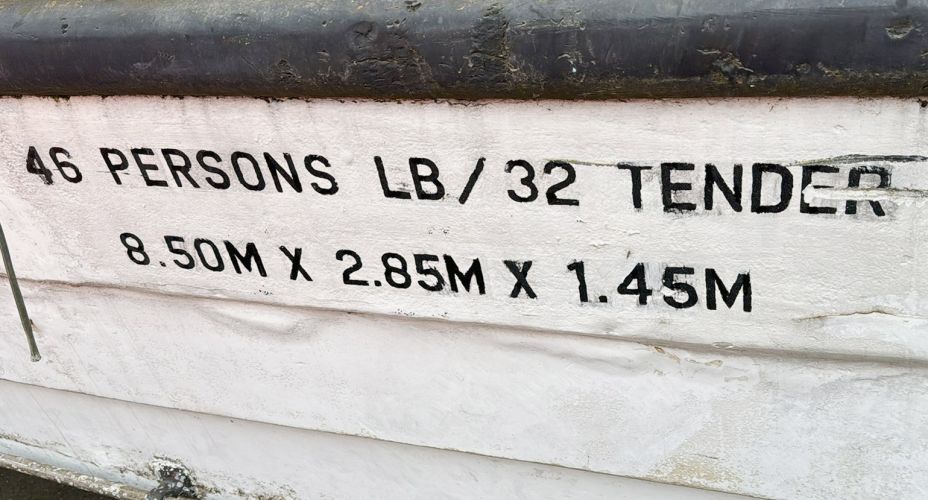 46 PERSONS LB/32 TENDER
8.50M X 2.85M X 1.45M